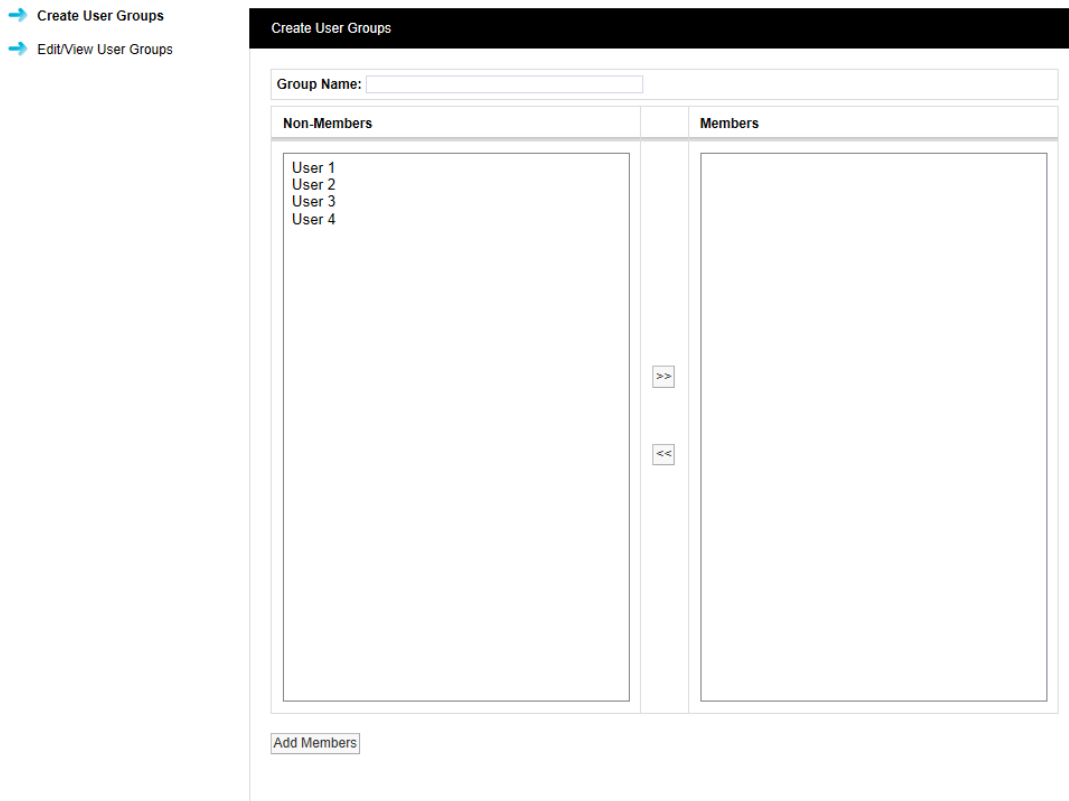 Create User Groups
Edit/View User Groups
Create User Groups
Group Name:
Non-Members
Members
User 1
User 2
User 3
User 4
>>
<<
Add Members